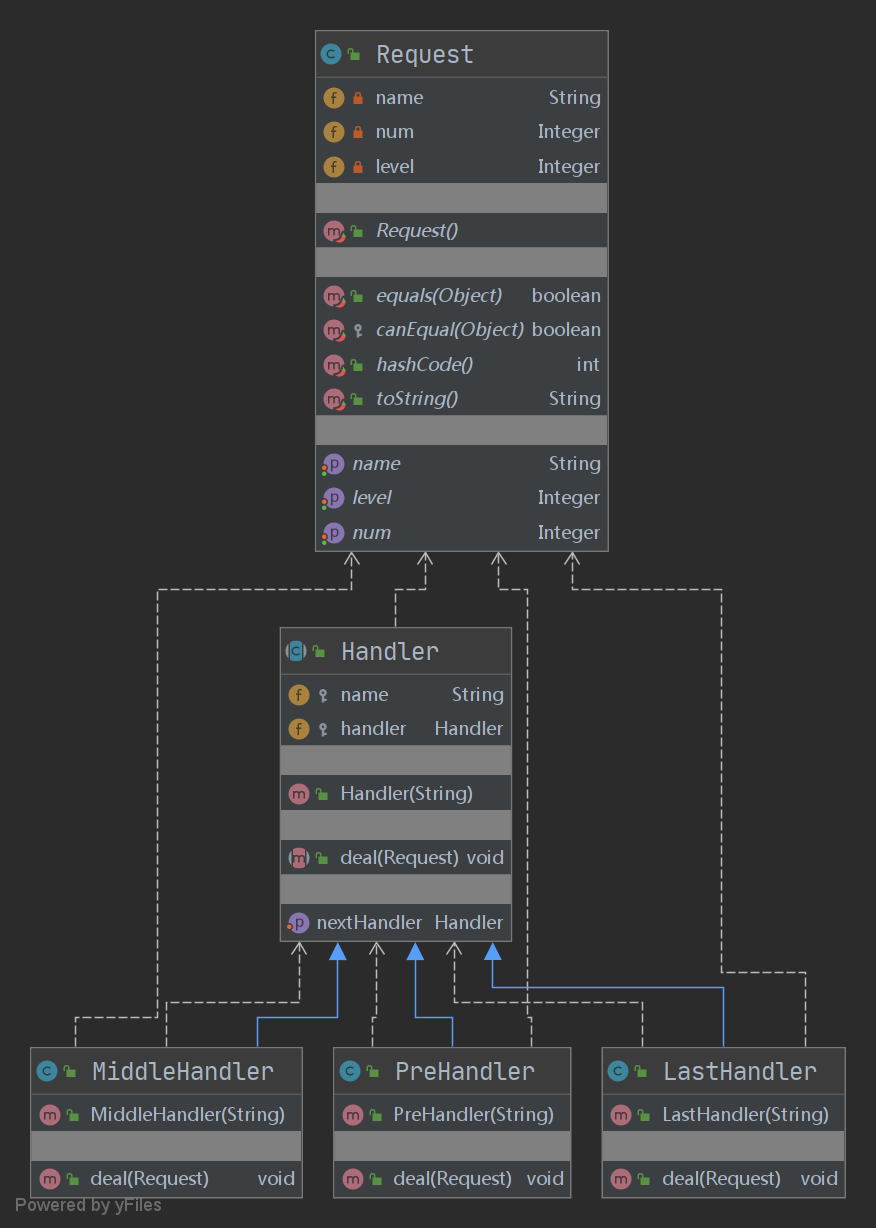 Request
name String
num Integer
level Integer
Request()
equals(Object) boolean
canEqual(Object) boolean
hashCode() int
toString() String
name String
level Integer
num Integer
Handler
name String
handler Handler
Handler(String)
deal(Request) void
nextHandler Handler
MiddleHandler
MiddleHandler(String)
deal(Request) void
PreHandler
PreHandler(String)
deal(Request) void
LastHandler
LastHandler(String)
deal(Request) void
Powered by yFiles